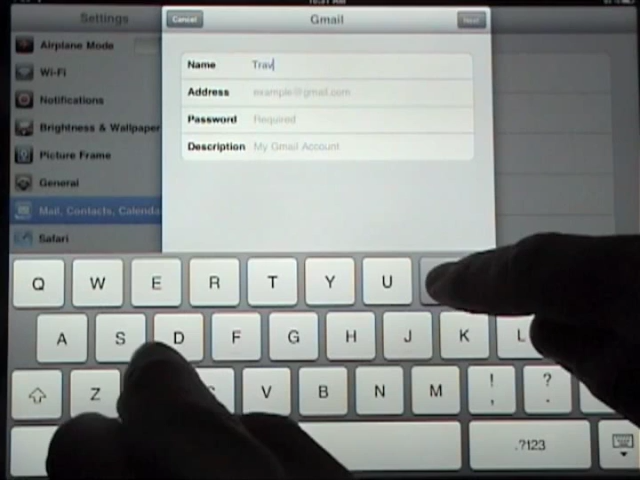 Settings
Cancel
Gmail
Next
Airplane Mode
Wi-Fi
Notifications
Brightness & Wallpaper
Picture Frame
General
Mail, Contacts, Calenda
Safari
Name Trav
Address example@gmail.com
Password Required
Description My Gmail Account
Q W E R T Y U
A S D F G H J K L
Z V B N M ! , ? .
.?123